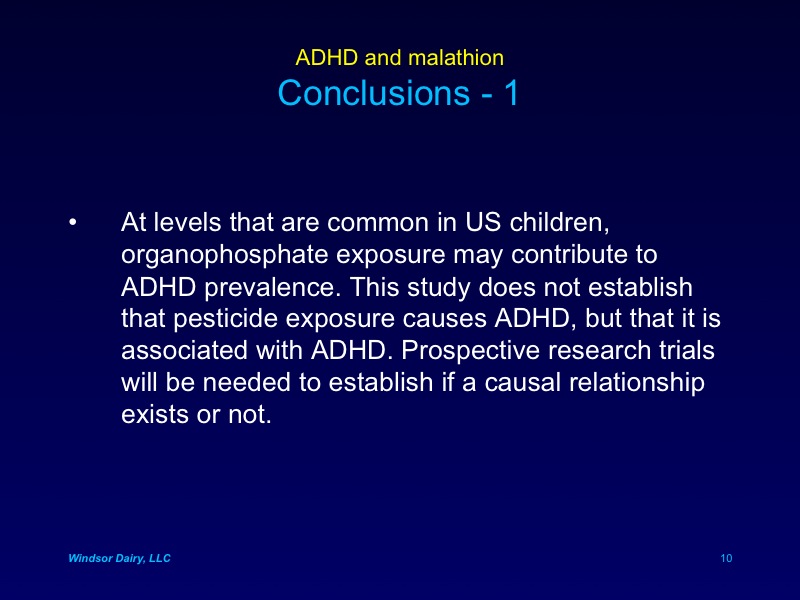 ADHD and malathion
Conclusions - 1
• At levels that are common in US children,
organophosphate exposure may contribute to
ADHD prevalence. This study does not establish
that pesticide exposure causes ADHD, but that it is
associated with ADHD. Prospective research trials
will be needed to establish if a causal relationship
exists or not.
Windsor Dairy, LLC
10